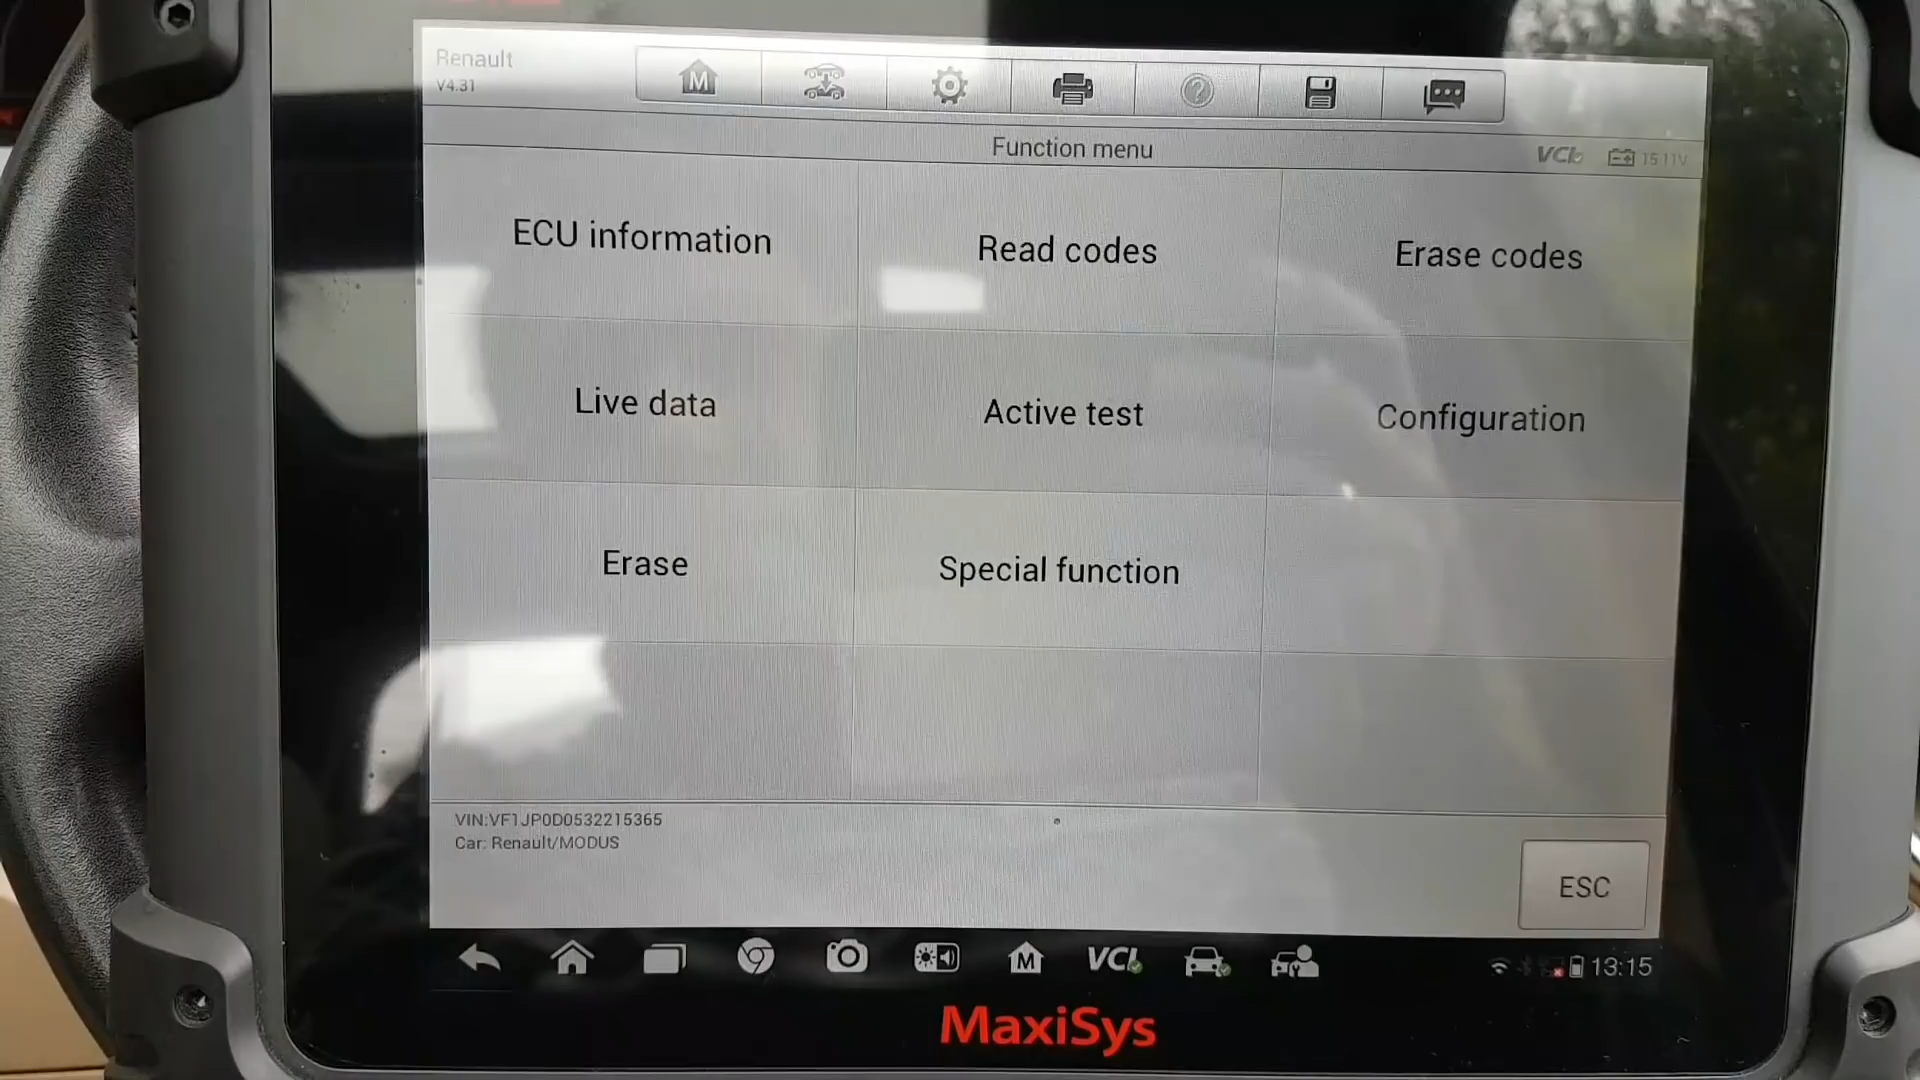 Renault
V4.31
M
?
Function menu
VCI
15.11V
ECU information
Read codes
Erase codes
Live data
Active test
Configuration
Erase
Special function
VIN:VF1JP0D0532215365
Car: Renault/MODUS
ESC
M
VCI
13:15
MaxiSys